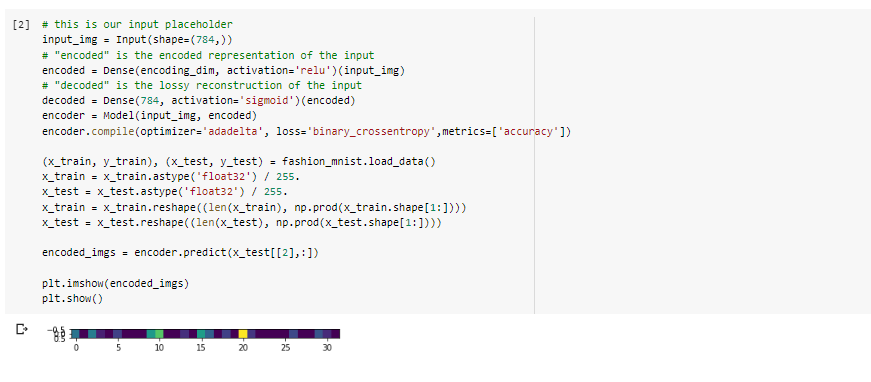 [2] # this is our input placeholder
input_img = Input(shape=(784,))
# "encoded" is the encoded representation of the input
encoded = Dense(encoding_dim, activation='relu')(input_img)
# "decoded" is the lossy reconstruction of the input
decoded = Dense(784, activation='sigmoid')(encoded)
encoder = Model(input_img, encoded)
encoder.compile(optimizer='adadelta', loss='binary_crossentropy',metrics=['accuracy'])
(x_train, y_train), (x_test, y_test) = fashion_mnist.load_data()
x_train = x_train.astype('float32') / 255.
x_test = x_test.astype('float32') / 255.
x_train = x_train.reshape((len(x_train), np.prod(x_train.shape[1:])))
x_test = x_test.reshape((len(x_test), np.prod(x_test.shape[1:])))
encoded_imgs = encoder.predict(x_test[[2],:])
plt.imshow(encoded_imgs)
plt.show()
−0.5
0.0
0.5
0 5 10 15 20 25 30